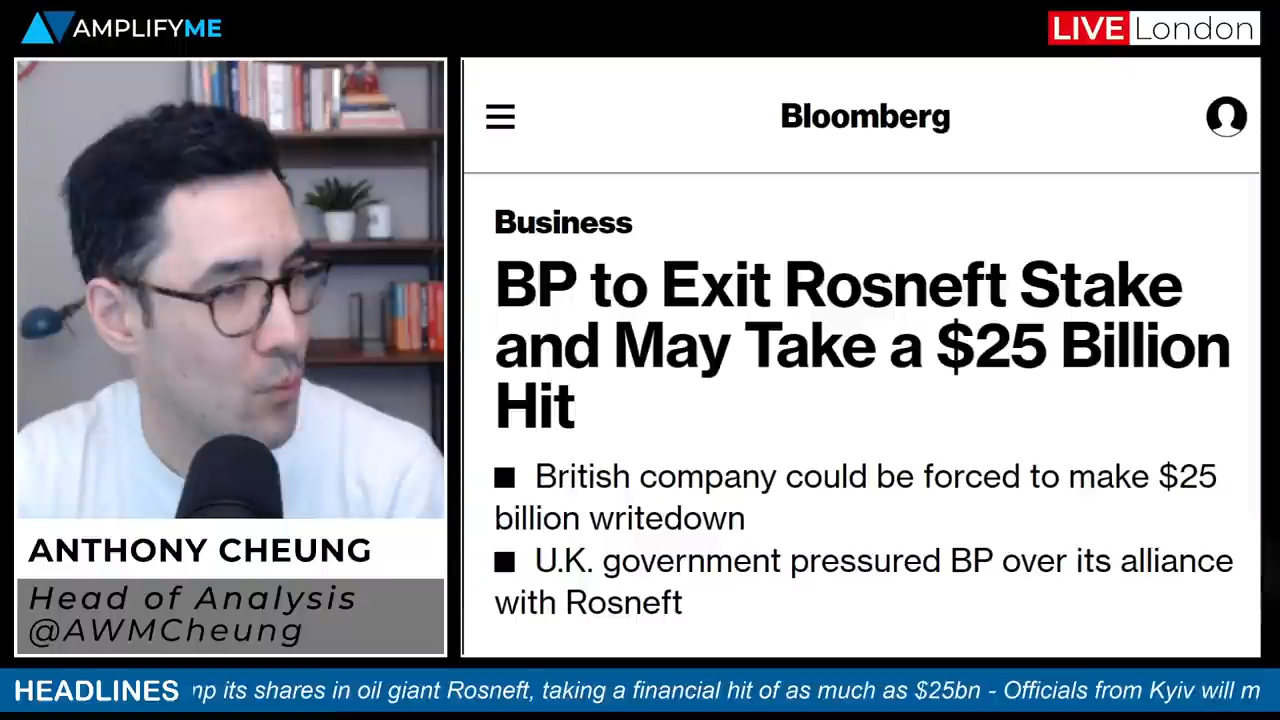 AMPLIFYME
LIVE London
Bloomberg
Business
BP to Exit Rosneft Stake
and May Take a $25 Billion
Hit
■ British company could be forced to make $25
billion writedown
■ U.K. government pressured BP over its alliance
with Rosneft
ANTHONY CHEUNG
Head of Analysis
@AWMCheung
HEADLINES its shares in oil giant Rosneft, taking a financial hit of as much as $25bn - Officials from Kyiv will